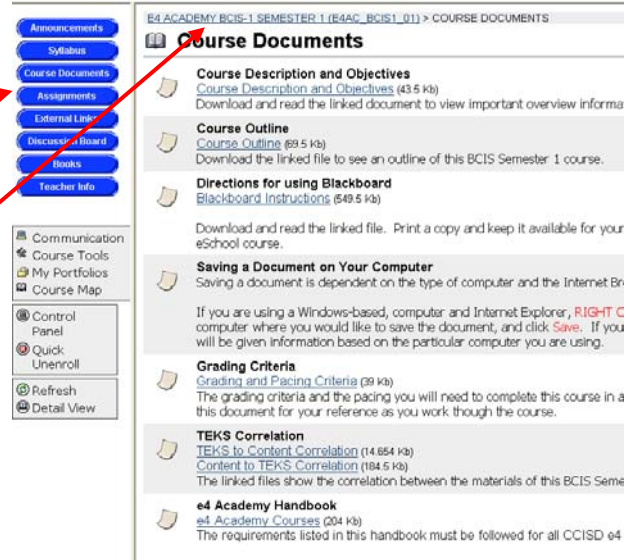 Announcements
Syllabus
Course Documents
Assignments
External Links
Discussion Board
Books
Teacher Info
Communication
Course Tools
My Portfolios
Course Map
Control
Panel
Quick
Unenroll
Refresh
Detail View
E4 ACADEMY BCIS-1 SEMESTER 1 (E4AC_BCIS1_01) > COURSE DOCUMENTS
Course Documents
Course Description and Objectives
Course Description and Objectives (43.5 Kb)
Download and read the linked document to view important overview informa
Course Outline
Course Outline (69.5 Kb)
Download the linked file to see an outline of this BCIS Semester 1 course.
Directions for using Blackboard
Blackboard Instructions (549.5 Kb)
Download and read the linked file. Print a copy and keep it available for your
eSchool course.
Saving a Document on Your Computer
Saving a document is dependent on the type of computer and the Internet Br
If you are using a Windows-based, computer and Internet Explorer, RIGHT C
computer where you would like to save the document, and click Save. If you
will be given information based on the particular computer you are using.
Grading Criteria
Grading and Pacing Criteria (39 Kb)
The grading criteria and the pacing you will need to complete this course in a
this document for your reference as you work though the course.
TEKS Correlation
TEKS to Content Correlation (14.654 Kb)
Content to TEKS Correlation (184.5 Kb)
The linked files show the correlation between the materials of this BCIS Seme
e4 Academy Handbook
e4 Academy Courses (204 Kb)
The requirements listed in this handbook must be followed for all CCISD e4